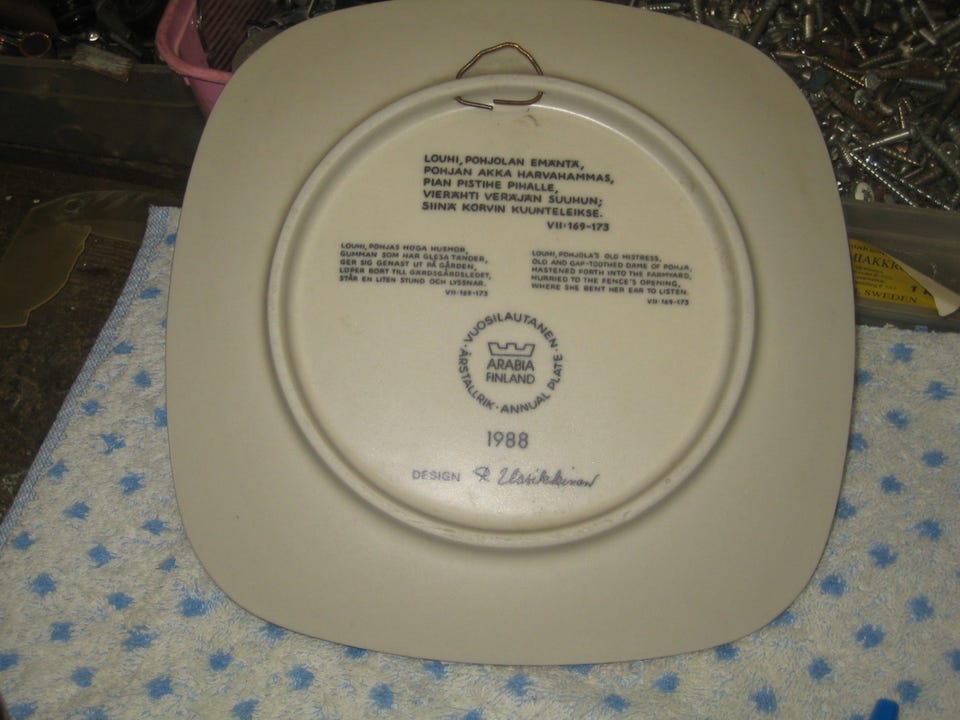 LOUHI, POHJOLAN EMÄNTÄ,
POHJAN AKKA HARVAHAMMAS,
PIAN PISTIHE PIHALLE,
VIERÄHTI VERÄJÄN SUUHUN;
SIINÄ KORVIN KUUNTELEIKSE.
VII·169-173
LOUHI, POHJAS HÖGA HUSMOR,
GUMMAN SOM HAR GLESA TÄNDER,
GER SIG GENAST UT PÅ GÅRDEN,
LÖPER BORT TILL GÄRDSGÅRDSLEDET,
STÅR EN LITEN STUND OCH LYSSNAR.
VII·169-173
LOUHI, POHJOLA'S OLD MISTRESS,
OLD AND GAP-TOOTHED DAME OF POHJA,
HASTENED FORTH INTO THE FARMYARD,
HURRIED TO THE FENCE'S OPENING,
WHERE SHE BENT HER EAR TO LISTEN.
VII·169-173
VUOSILAUTANEN·
ANNUAL PLATE
·ÅRSTALLRIK·
ARABIA
FINLAND
1988
DESIGN
SWEDEN